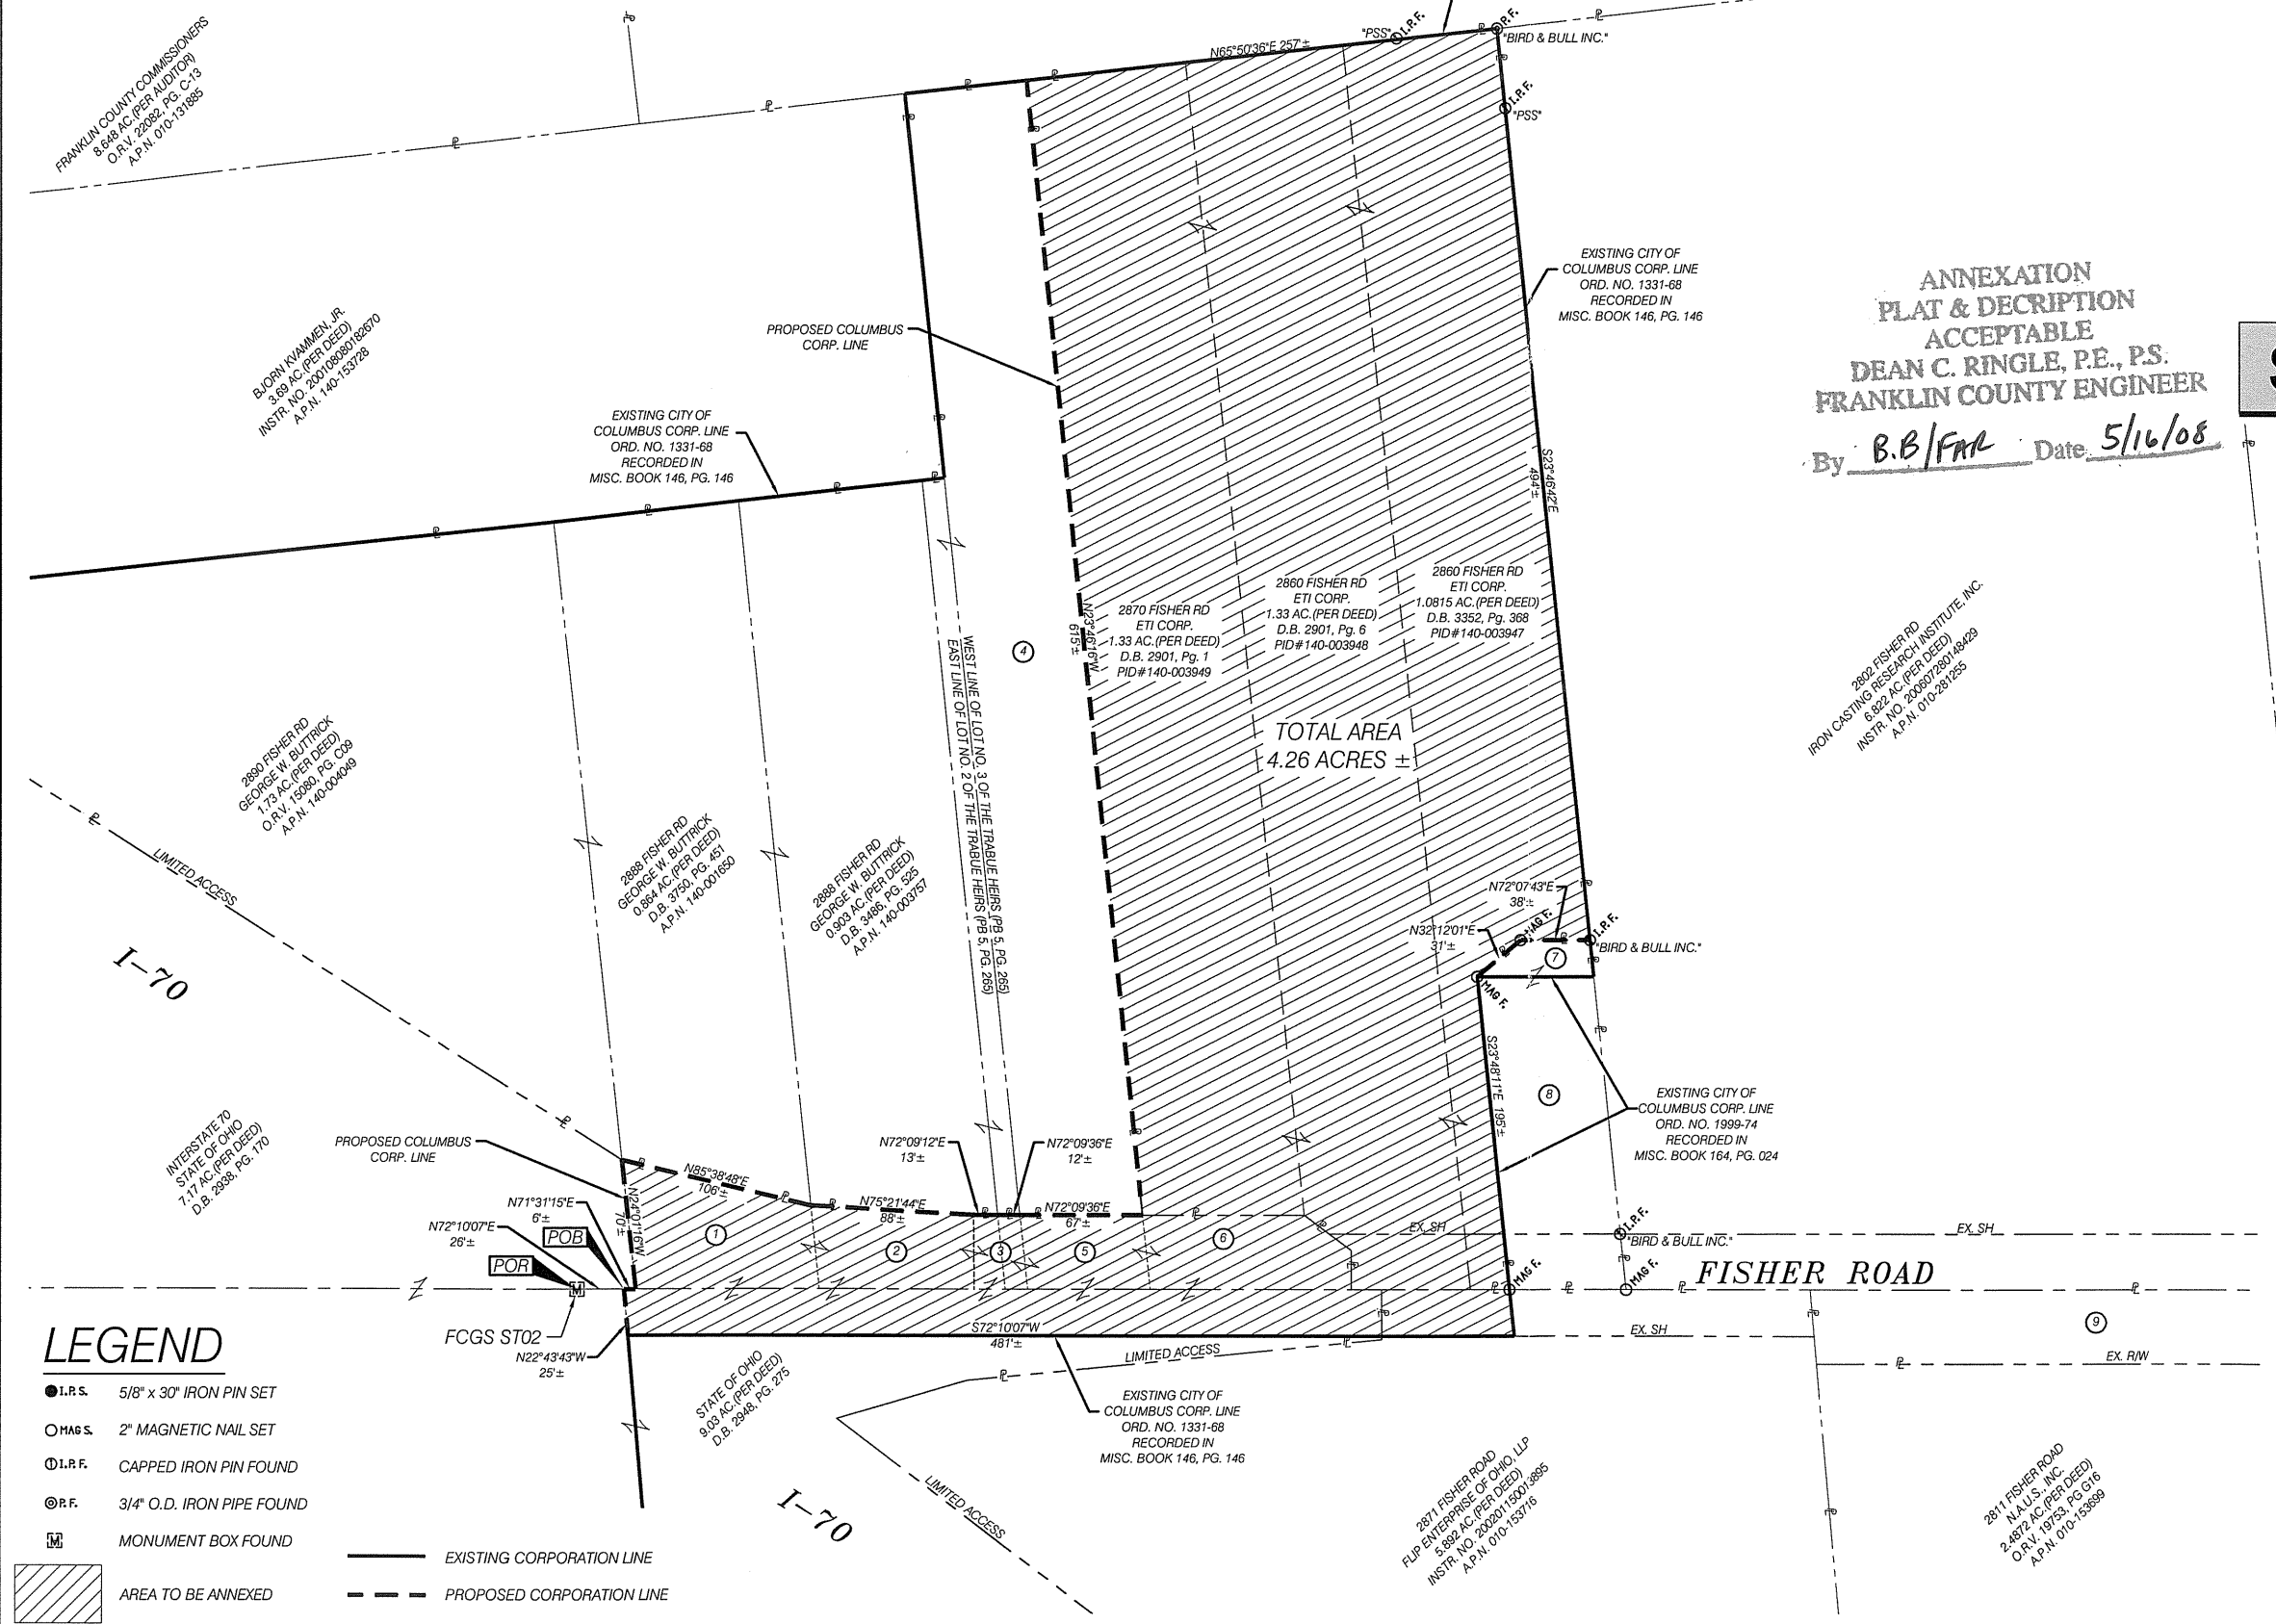 FRANKLIN COUNTY COMMISSIONERS
8.648 AC.(PER AUDITOR)
O.R.V. 22082, PG. C-13
A.P.N. 010-131885
N65°50'36"E 257'±
"PSS"
I.P.F.
P.F.
"BIRD & BULL INC."
I.P.F.
"PSS"
EXISTING CITY OF
COLUMBUS CORP. LINE
ORD. NO. 1331-68
RECORDED IN
MISC. BOOK 146, PG. 146
ANNEXATION
PLAT & DECRIPTION
ACCEPTABLE
DEAN C. RINGLE, P.E., P.S.
FRANKLIN COUNTY ENGINEER
By B.B/FAR Date 5/16/08
BJORN KVAMMEN, JR.
3.69 AC.(PER DEED)
INSTR. NO. 200108080182670
A.P.N. 140-153728
PROPOSED COLUMBUS
CORP. LINE
EXISTING CITY OF
COLUMBUS CORP. LINE
ORD. NO. 1331-68
RECORDED IN
MISC. BOOK 146, PG. 146
S23°46'42"E
494'±
N23°46'16"W
615'±
2870 FISHER RD
ETI CORP.
1.33 AC.(PER DEED)
D.B. 2901, Pg. 1
PID#140-003949
2860 FISHER RD
ETI CORP.
1.33 AC.(PER DEED)
D.B. 2901, Pg. 6
PID#140-003948
2860 FISHER RD
ETI CORP.
1.0815 AC.(PER DEED)
D.B. 3352, Pg. 368
PID#140-003947
4
WEST LINE OF LOT NO. 3 OF THE TRABUE HEIRS (PB 5, PG. 265)
EAST LINE OF LOT NO. 2 OF THE TRABUE HEIRS (PB 5, PG. 265)
TOTAL AREA
4.26 ACRES ±
2802 FISHER RD
IRON CASTING RESEARCH INSTITUTE, INC.
6.822 AC.(PER DEED)
INSTR. NO. 200607280148429
A.P.N. 010-281255
2890 FISHER RD
GEORGE W. BUTTRICK
1.73 AC.(PER DEED)
O.R.V. 15080, PG. C09
A.P.N. 140-004049
2888 FISHER RD
GEORGE W. BUTTRICK
0.864 AC.(PER DEED)
D.B. 3750, PG. 451
A.P.N. 140-001650
2888 FISHER RD
GEORGE W. BUTTRICK
0.903 AC.(PER DEED)
D.B. 3486, PG. 525
A.P.N. 140-003757
LIMITED ACCESS
I-70
N72°07'43"E
38'±
N32°12'01"E
31'±
MAG F.
I.P.F.
"BIRD & BULL INC."
7
MAG F.
S23°48'11"E 195'±
8
EXISTING CITY OF
COLUMBUS CORP. LINE
ORD. NO. 1999-74
RECORDED IN
MISC. BOOK 164, PG. 024
INTERSTATE 70
STATE OF OHIO
7.17 AC.(PER DEED)
D.B. 2938, PG. 170
PROPOSED COLUMBUS
CORP. LINE
N72°09'12"E
13'±
N72°09'36"E
12'±
N85°38'48"E
106'±
N75°21'44"E
88'±
N72°09'36"E
67'±
N24°01'16"W
70'±
N71°31'15"E
6'±
N72°10'07"E
26'±
POB
POR
1
2
3
5
6
EX. SH
EX. SH
I.P.F.
"BIRD & BULL INC."
M
MAG F.
MAG F.
FISHER ROAD
FCGS ST02
N22°43'43"W
25'±
S72°10'07"W
481'±
LIMITED ACCESS
EX. SH
9
EX. R/W
STATE OF OHIO
9.03 AC.(PER DEED)
D.B. 2948, PG. 275
EXISTING CITY OF
COLUMBUS CORP. LINE
ORD. NO. 1331-68
RECORDED IN
MISC. BOOK 146, PG. 146
I-70
LIMITED ACCESS
2871 FISHER ROAD
FLIP ENTERPRISE OF OHIO, LLP
5.892 AC.(PER DEED)
INSTR. NO. 200201150013895
A.P.N. 010-153716
2811 FISHER ROAD
N.A.U.S., INC.
2.4872 AC.(PER DEED)
O.R.V. 19753, PG G16
A.P.N. 010-153699
LEGEND
I.P.S. 5/8" x 30" IRON PIN SET
MAG S. 2" MAGNETIC NAIL SET
I.P.F. CAPPED IRON PIN FOUND
P.F. 3/4" O.D. IRON PIPE FOUND
M MONUMENT BOX FOUND
AREA TO BE ANNEXED
EXISTING CORPORATION LINE
PROPOSED CORPORATION LINE